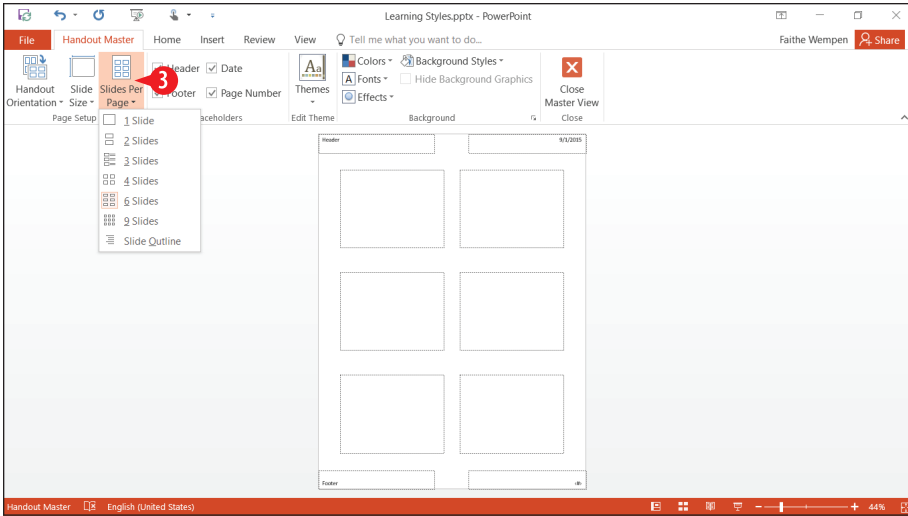 Learning Styles.pptx - PowerPoint
File Handout Master Home Insert Review View Tell me what you want to do... Faithe Wempen Share
Handout Orientation
Slide Size
Slides Per Page
3
Header Date
Footer Page Number
Aa
Themes
Colors Background Styles
A Fonts Hide Background Graphics
Effects
Close Master View
Page Setup aceholders Edit Theme Background Close
1 Slide
2 Slides
3 Slides
4 Slides
6 Slides
9 Slides
Slide Outline
Header 9/3/2015
Footer ‹#›
Handout Master English (United States) 44%